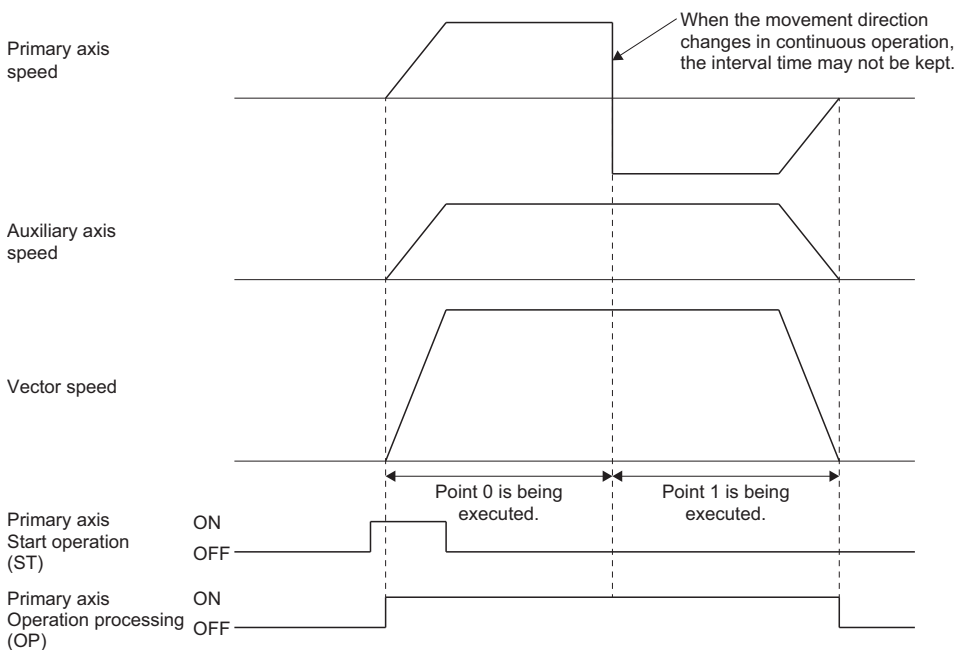 Primary axis
speed
When the movement direction
changes in continuous operation,
the interval time may not be kept.
Auxiliary axis
speed
Vector speed
Point 0 is being
executed.
Point 1 is being
executed.
Primary axis
Start operation
(ST)
ON
OFF
Primary axis
Operation processing
(OP)
ON
OFF